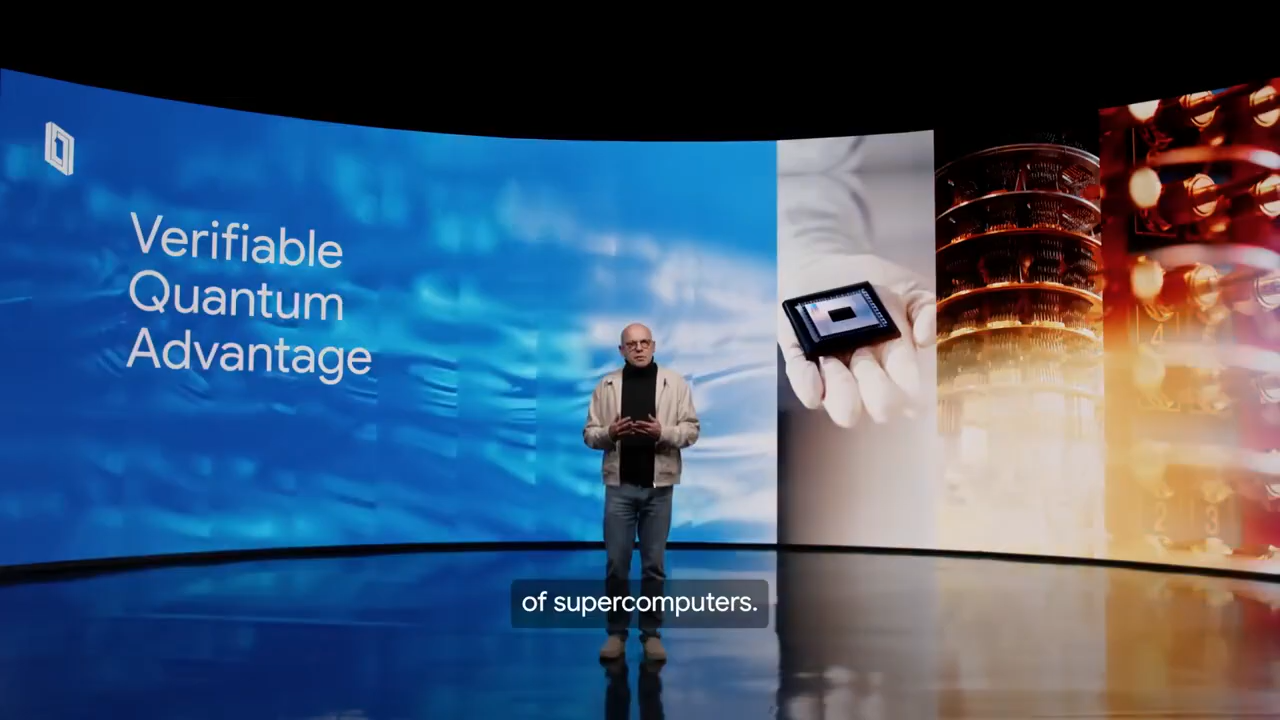 Verifiable
Quantum
Advantage
of supercomputers.